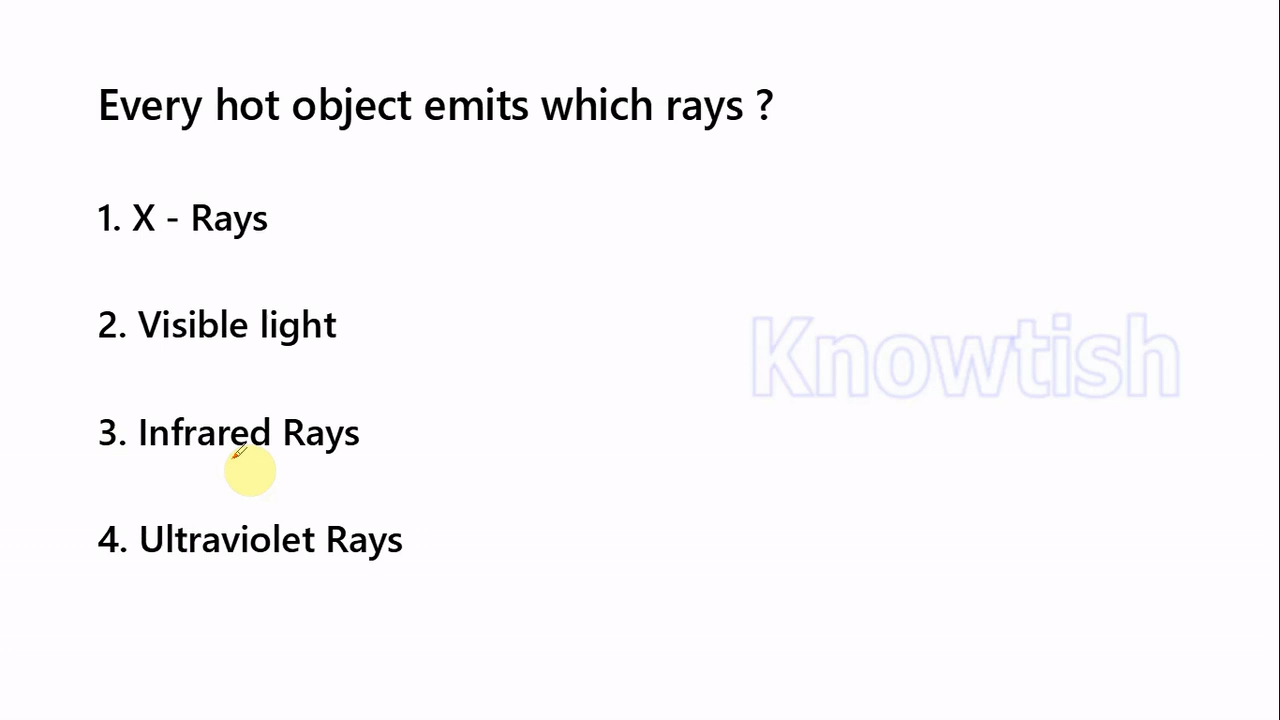 Every hot object emits which rays ?
1. X - Rays
2. Visible light
Knowtish
3. Infrared Rays
4. Ultraviolet Rays